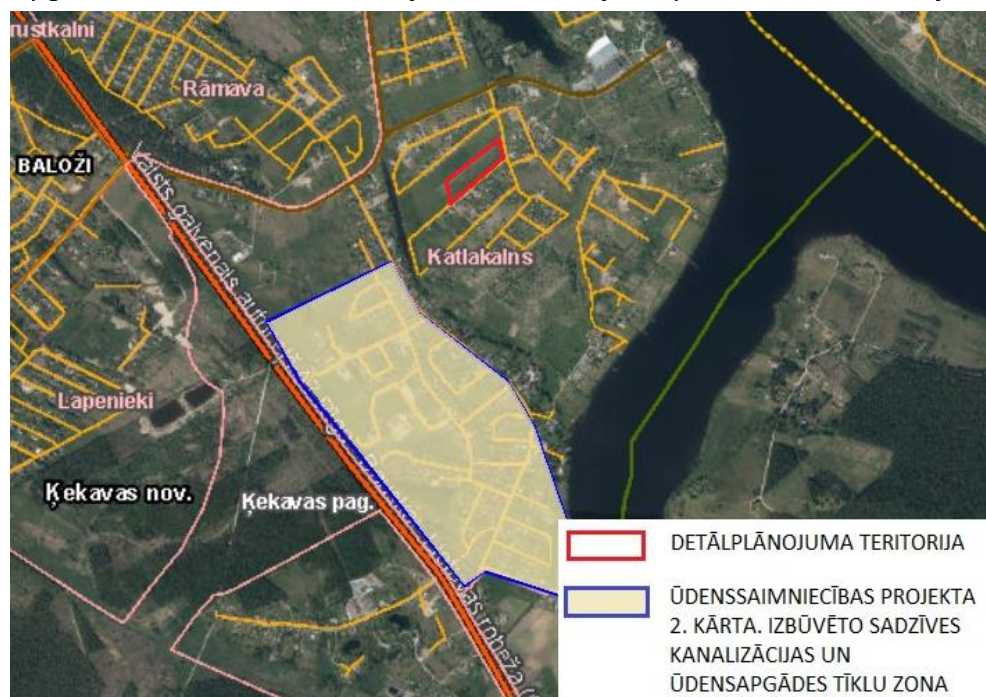 rustkalni
Rāmava
BALOŽI
Valsts galvenais
Katlakalns
Lapenieki
Ķekavas nov.
Ķekavas pag.
robeža
DETĀLPLĀNOJUMA TERITORIJA
ŪDENSSAIMNIECĪBAS PROJEKTA
2. KĀRTA. IZBŪVĒTO SADZĪVES
KANALIZĀCIJAS UN
ŪDENSAPGĀDES TĪKLU ZONA